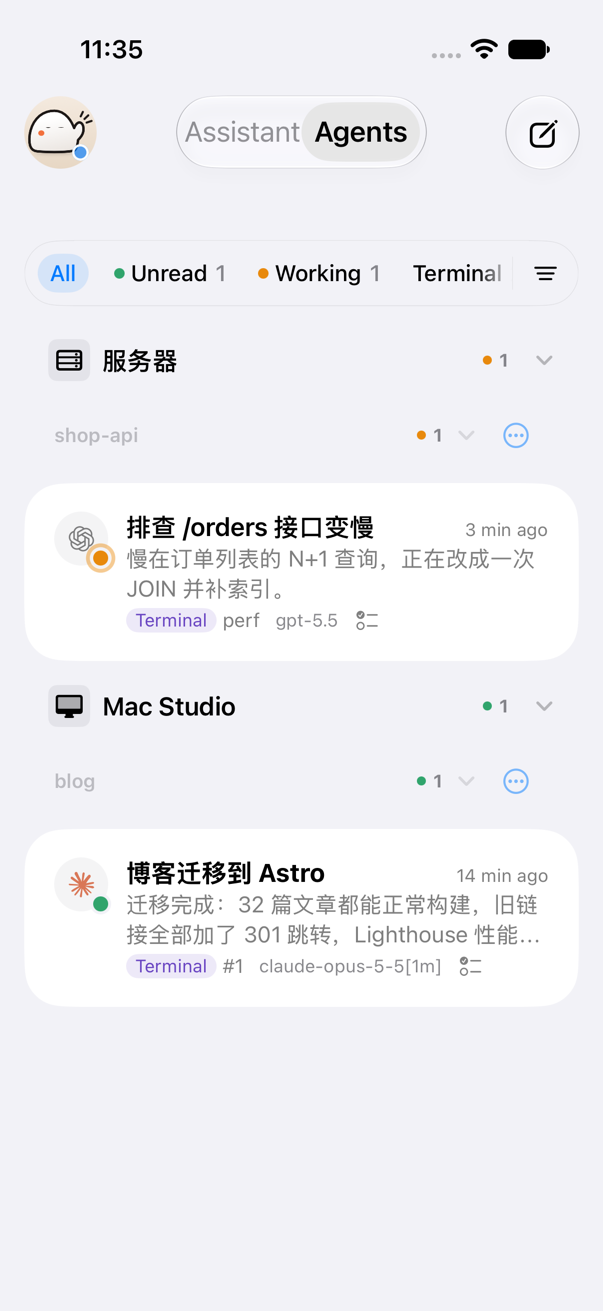 11:35
Assistant Agents
All Unread 1 Working 1 Terminal
服务器 1
shop-api 1
排查 /orders 接口变慢 3 min ago
慢在订单列表的 N+1 查询，正在改成一次
JOIN 并补索引。
Terminal perf gpt-5.5
Mac Studio 1
blog 1
博客迁移到 Astro 14 min ago
迁移完成：32 篇文章都能正常构建，旧链
接全部加了 301 跳转，Lighthouse 性能…
Terminal #1 claude-opus-5-5[1m]